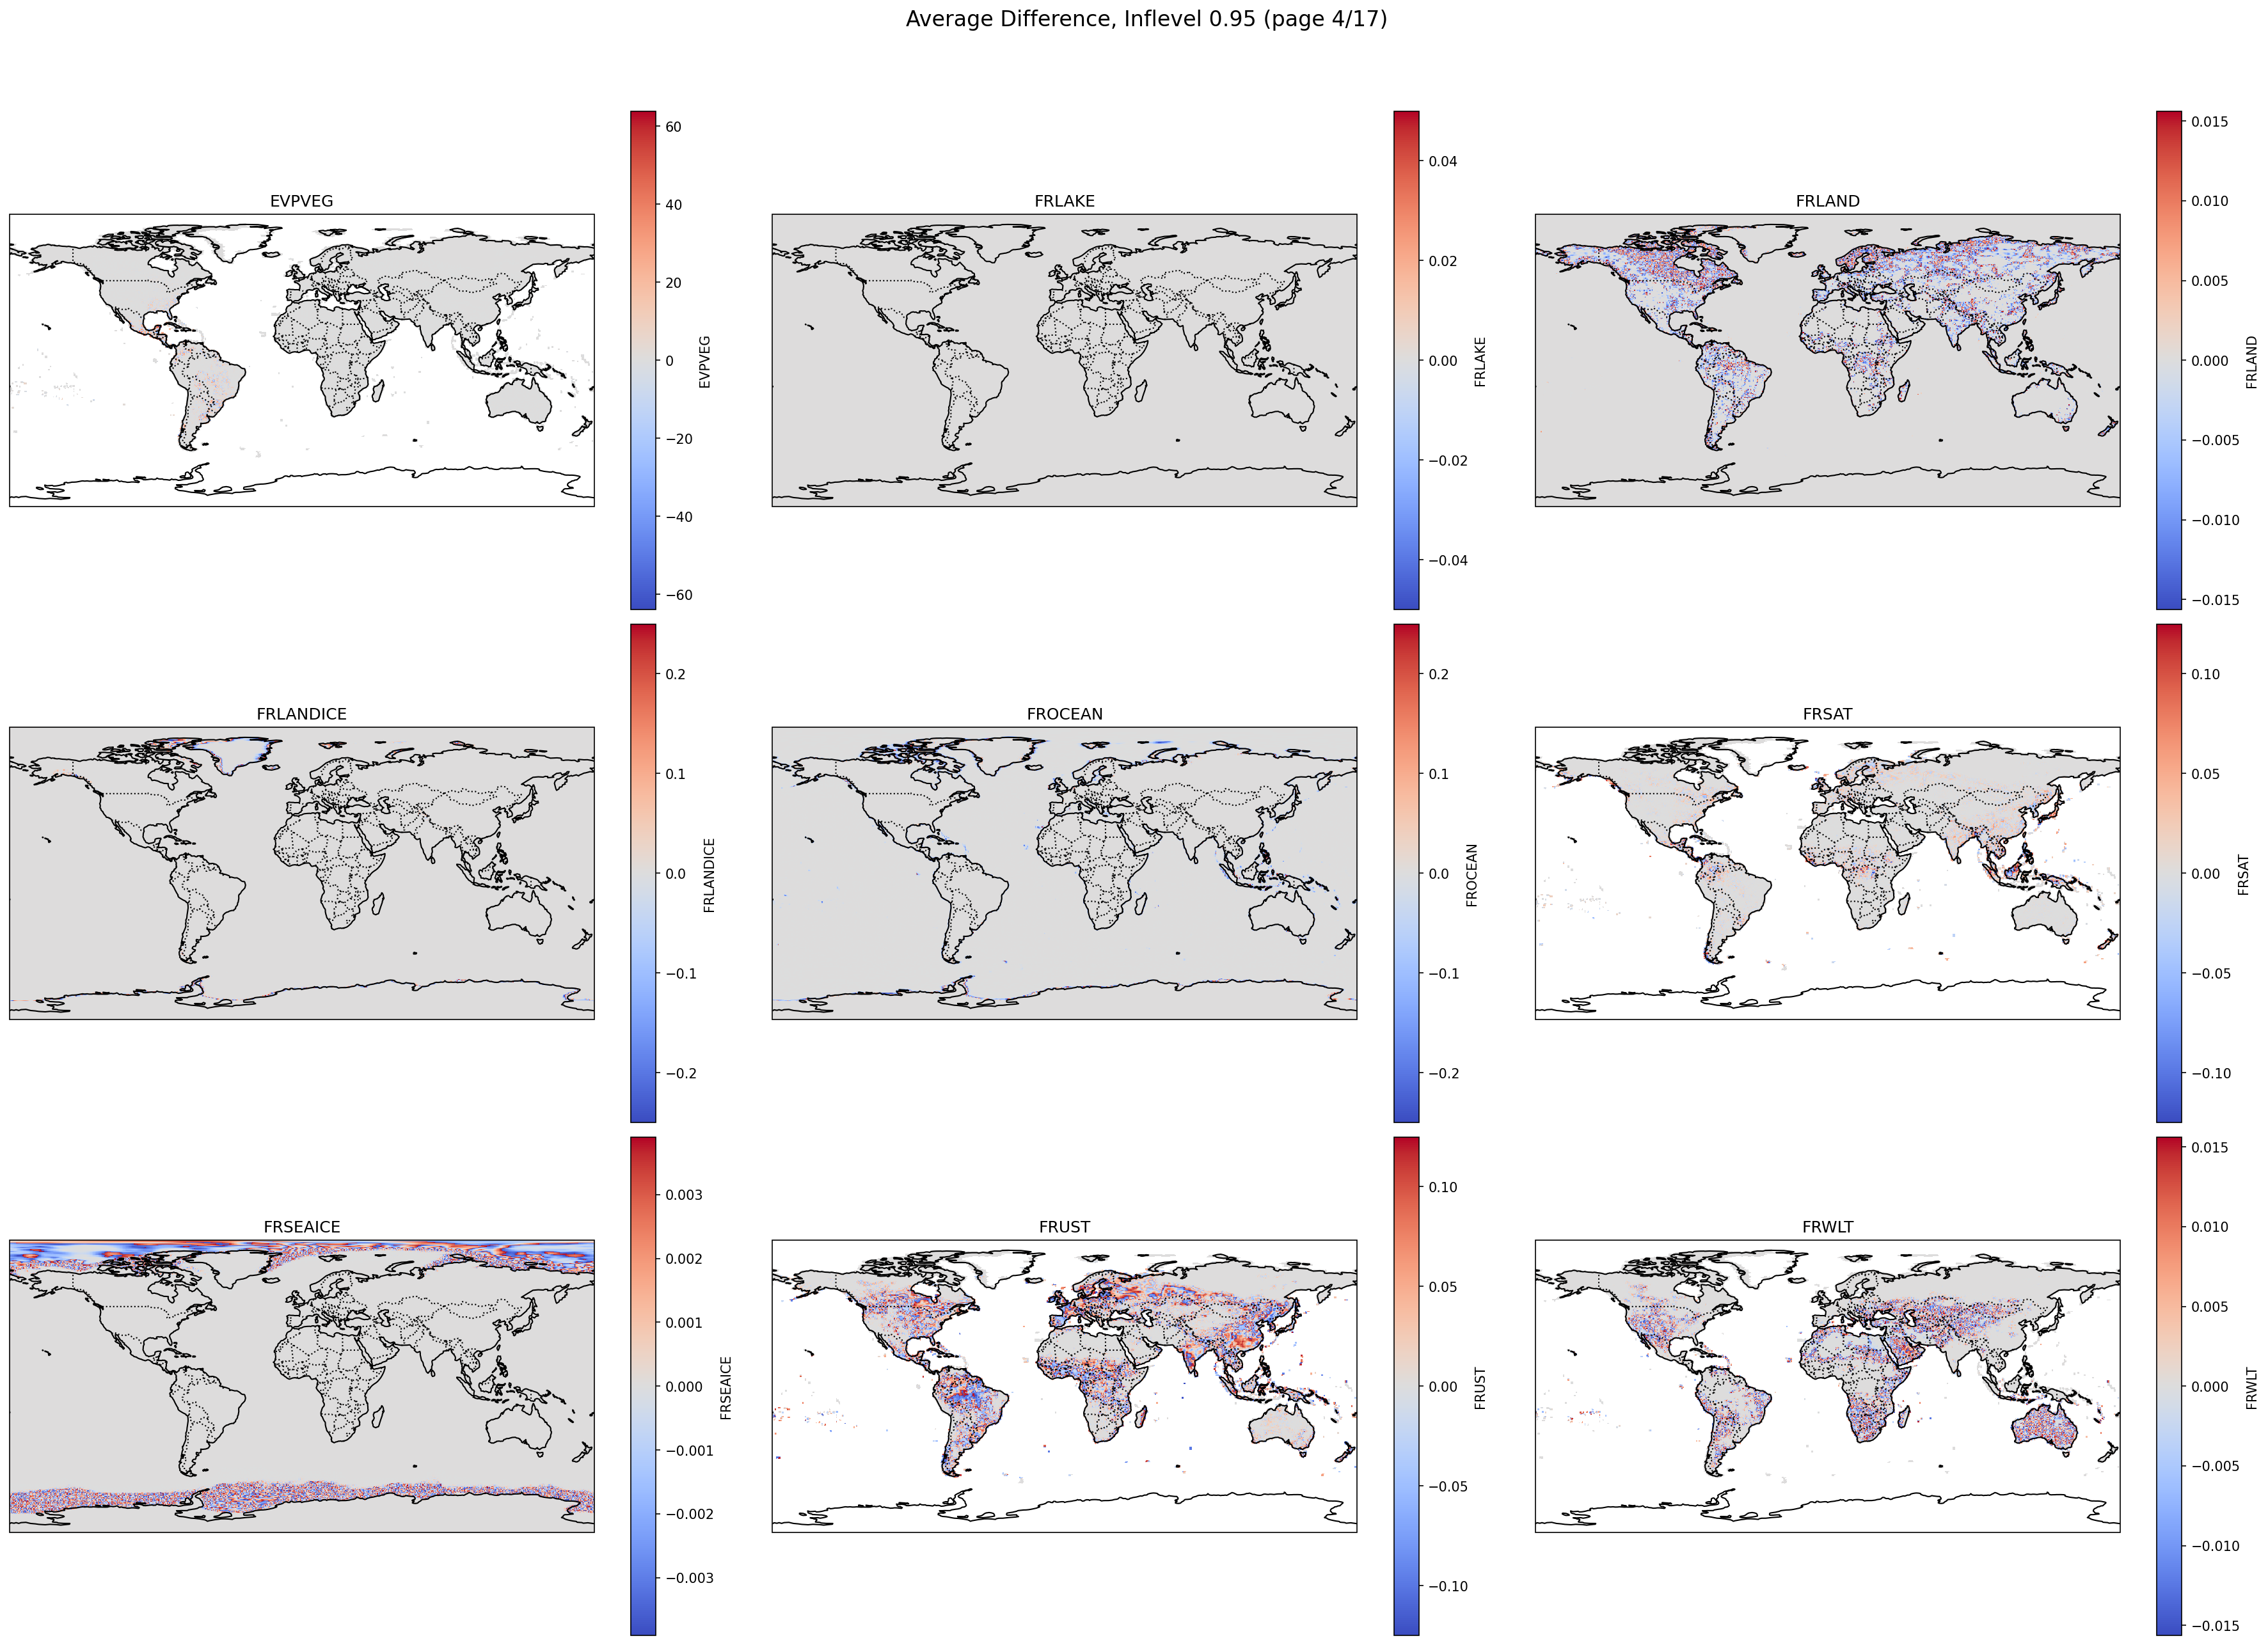 Average Difference, Inflevel 0.95 (page 4/17)
EVPVEG
60
40
20
0
−20
−40
−60
EVPVEG
FRLAKE
0.04
0.02
0.00
−0.02
−0.04
FRLAKE
FRLAND
0.015
0.010
0.005
0.000
−0.005
−0.010
−0.015
FRLAND
FRLANDICE
0.2
0.1
0.0
−0.1
−0.2
FRLANDICE
FROCEAN
0.2
0.1
0.0
−0.1
−0.2
FROCEAN
FRSAT
0.10
0.05
0.00
−0.05
−0.10
FRSAT
FRSEAICE
0.003
0.002
0.001
0.000
−0.001
−0.002
−0.003
FRSEAICE
FRUST
0.10
0.05
0.00
−0.05
−0.10
FRUST
FRWLT
0.015
0.010
0.005
0.000
−0.005
−0.010
−0.015
FRWLT